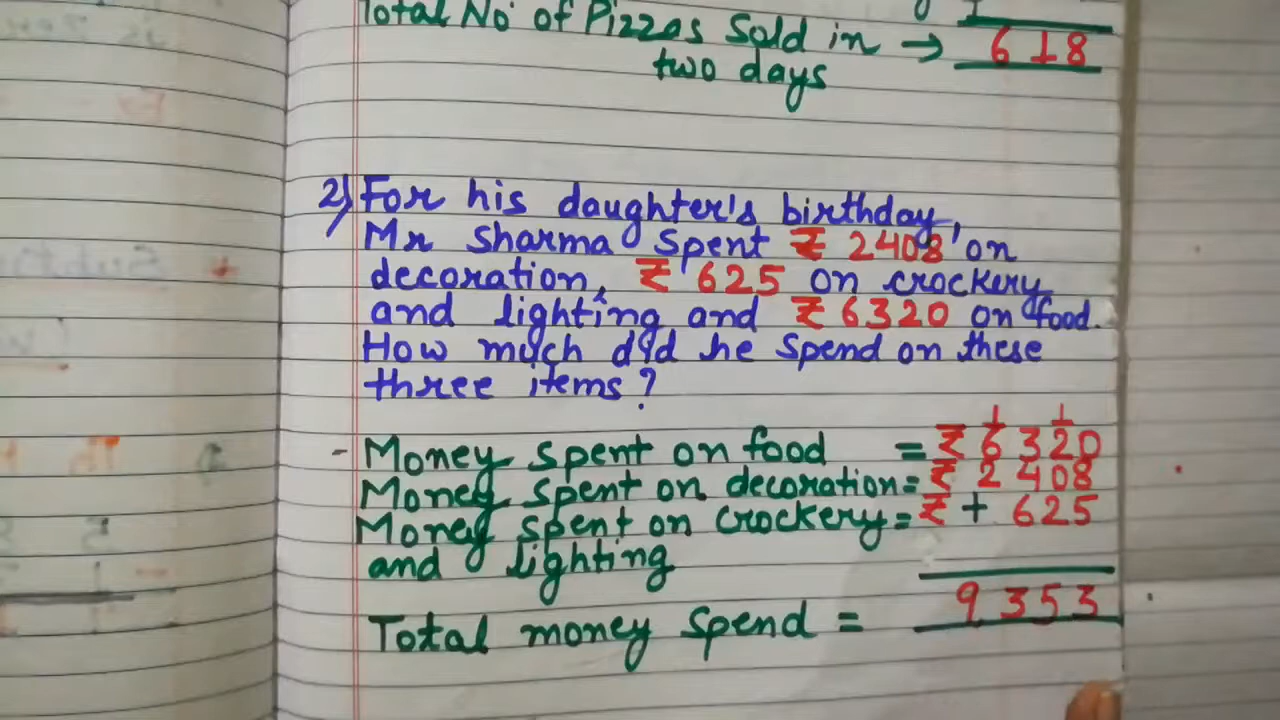 Total No of Pizzas Sold in → 618
two days
2) For his daughter's birthday,
Mr Sharma spent ₹ 2408 on
decoration, ₹ 625 on crockery
and lighting and ₹ 6320 on food.
How much did he spend on these
three items?
1 1
- Money spent on food = ₹ 6320
Money spent on decoration = ₹ 2408
Money spent on crockery = ₹ + 625
and lighting
9353
Total money spend =